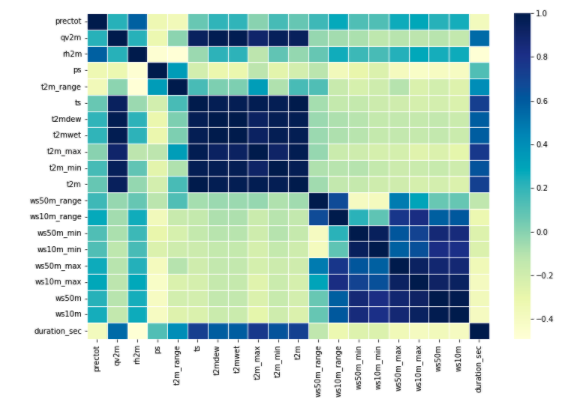 prectot
qv2m
rh2m
ps
t2m_range
ts
t2mdew
t2mwet
t2m_max
t2m_min
t2m
ws50m_range
ws10m_range
ws50m_min
ws10m_min
ws50m_max
ws10m_max
ws50m
ws10m
duration_sec
prectot
qv2m
rh2m
ps
t2m_range
ts
t2mdew
t2mwet
t2m_max
t2m_min
t2m
ws50m_range
ws10m_range
ws50m_min
ws10m_min
ws50m_max
ws10m_max
ws50m
ws10m
duration_sec
1.0
0.8
0.6
0.4
0.2
0.0
−0.2
−0.4